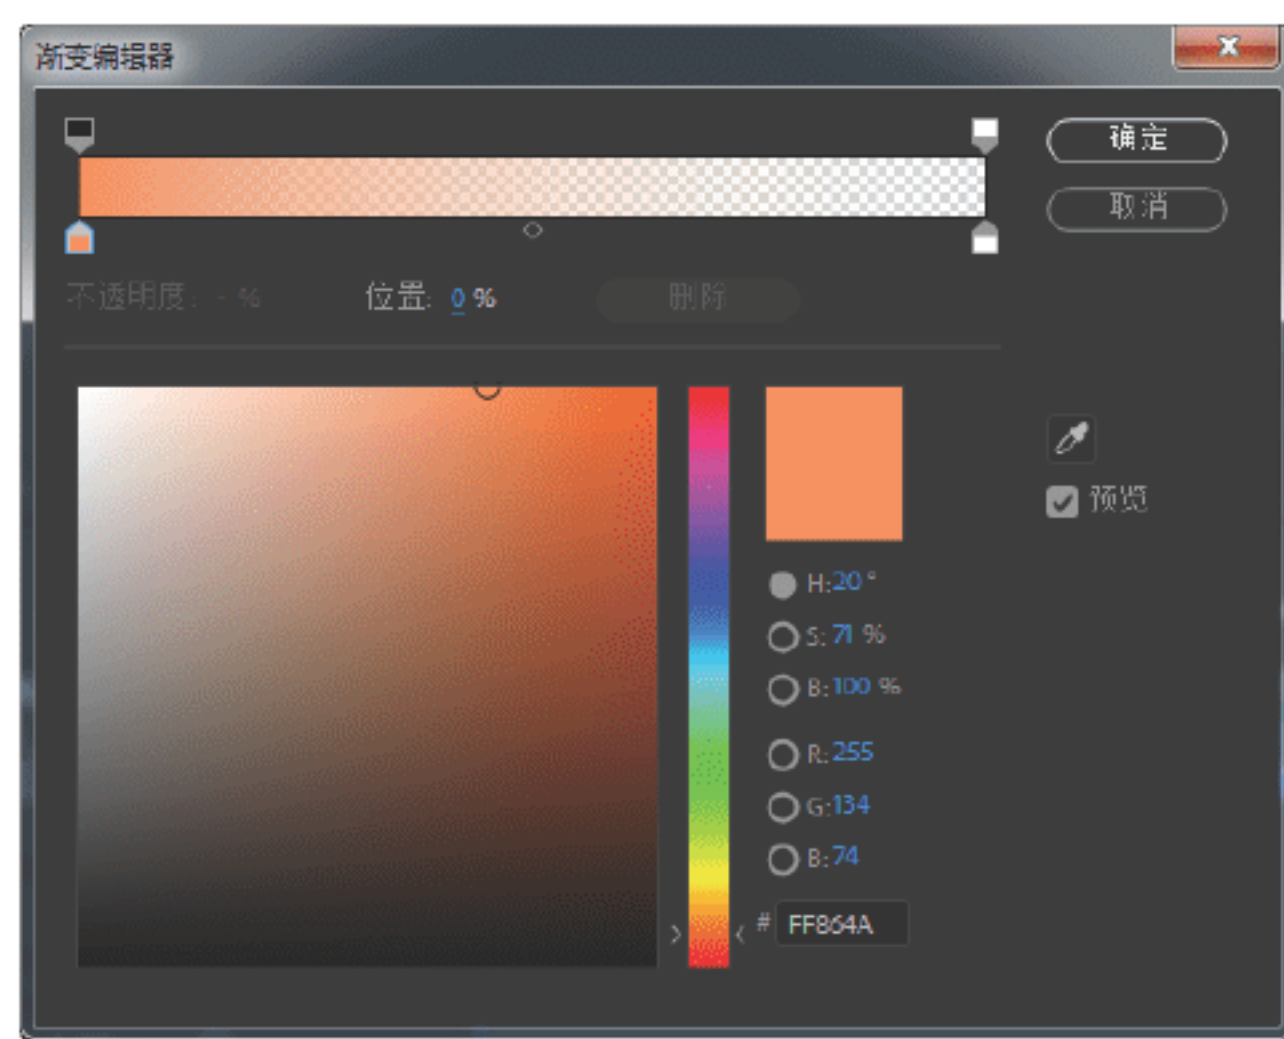 渐变编辑器
确定
取消
不透明度: - % 位置: 0 % 删除
预览
H:20 °
S: 71 %
B:100 %
R:255
G:134
B:74
# FF864A